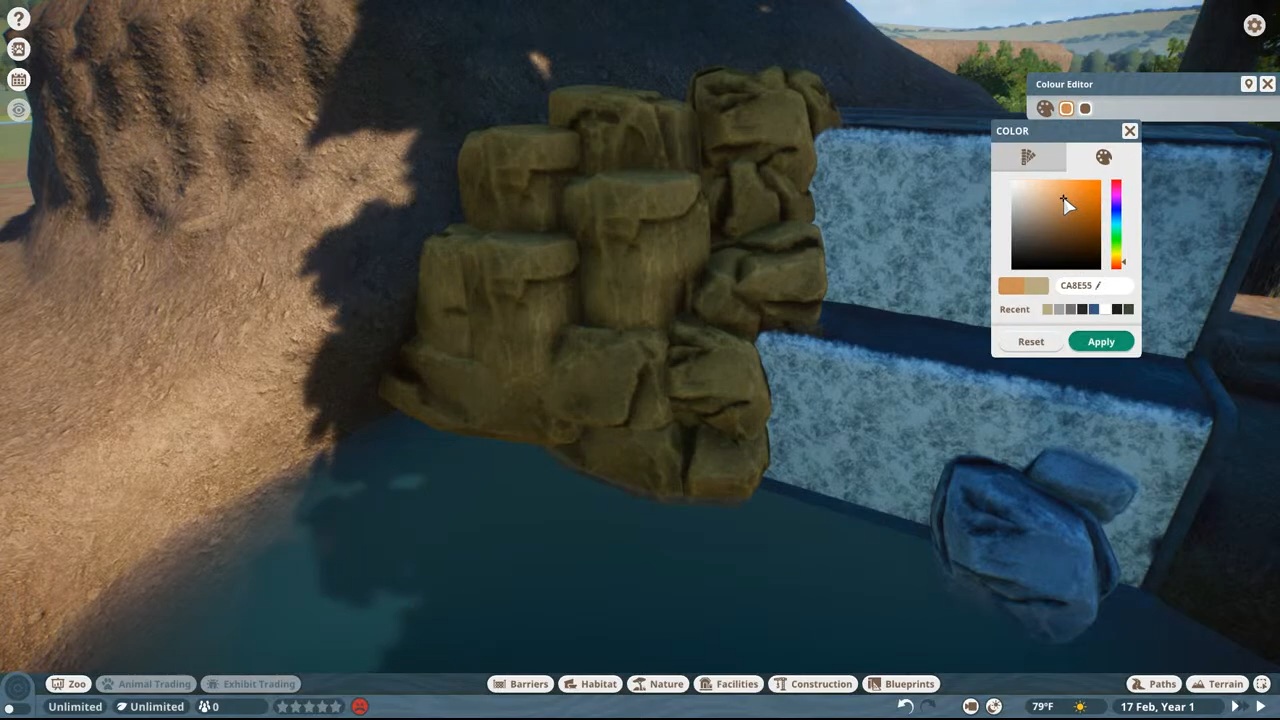 ?
Colour Editor
COLOR
CA8E55
Recent
Reset Apply
Zoo Animal Trading Exhibit Trading Barriers Habitat Nature Facilities Construction Blueprints Paths Terrain
Unlimited Unlimited 0 79°F 17 Feb, Year 1